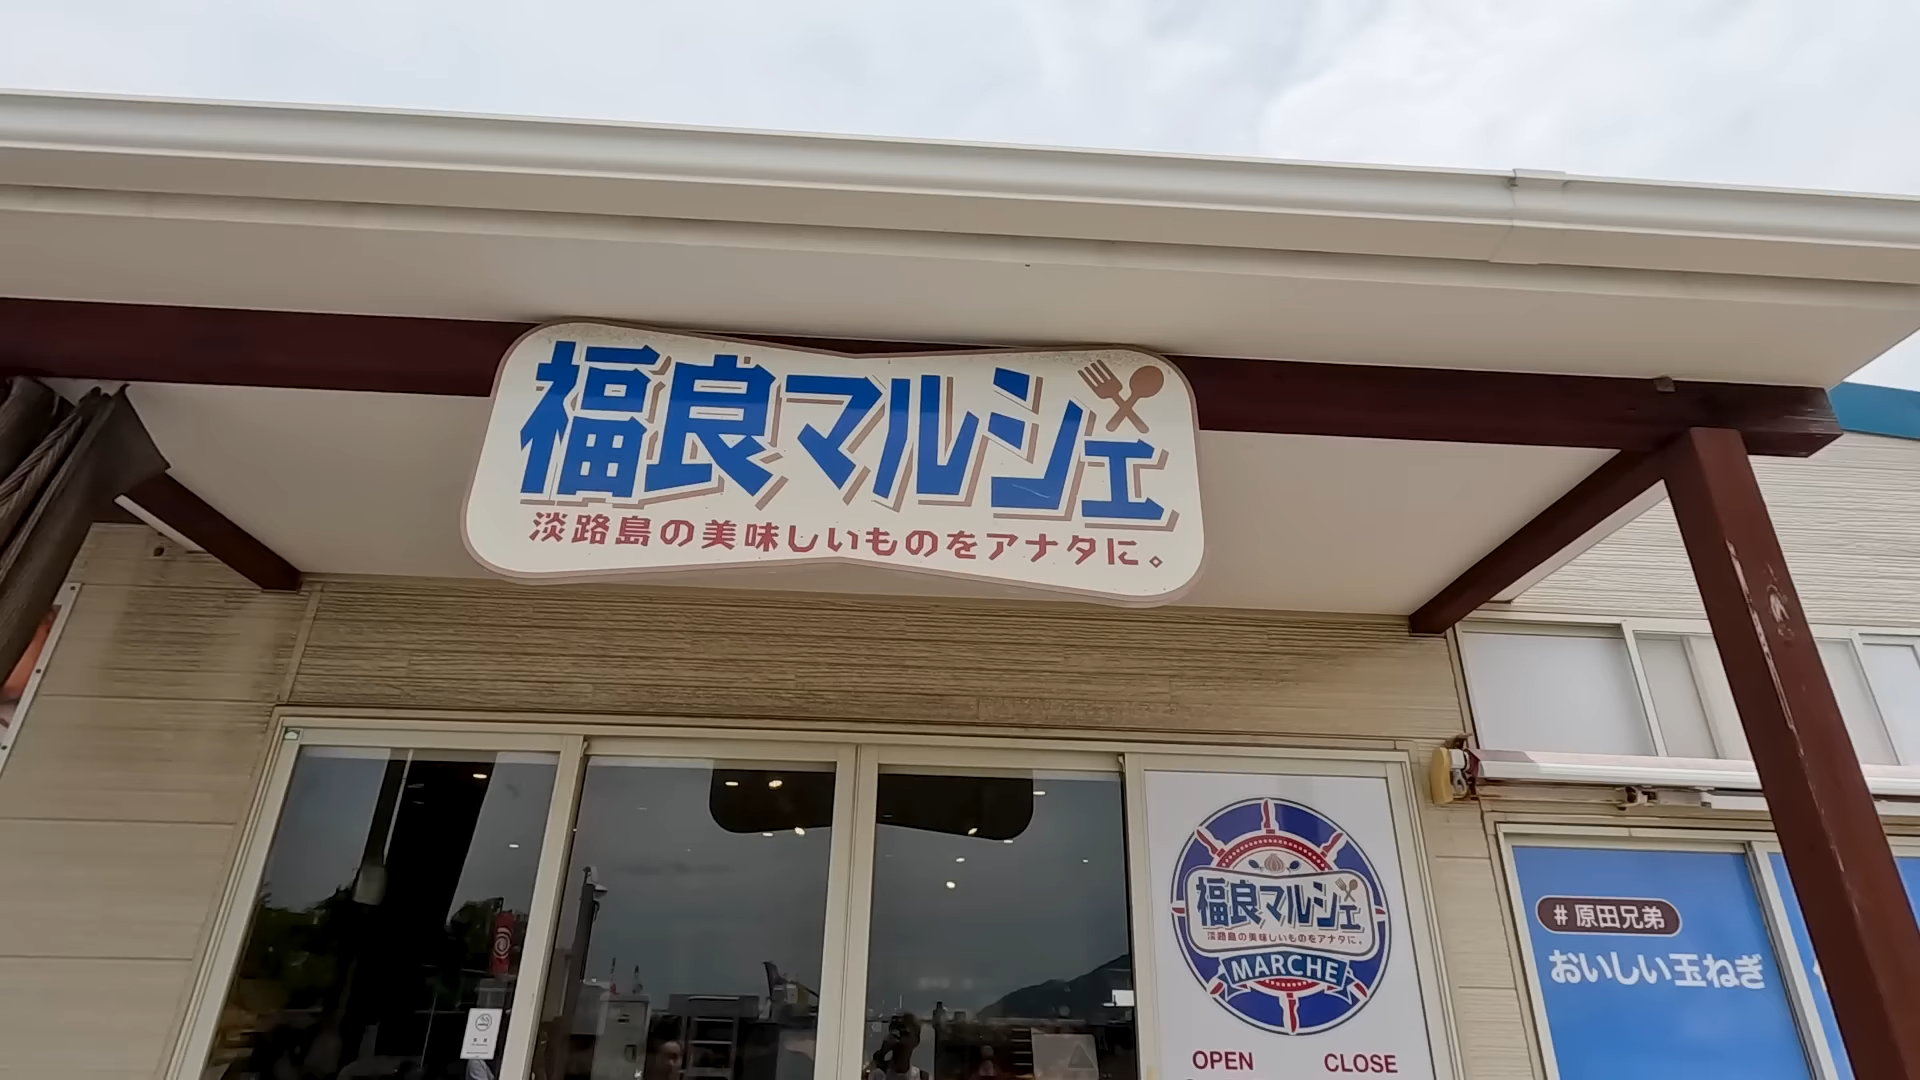 福良マルシェ
淡路島の美味しいものをアナタに。
福良マルシェ
淡路島の美味しいものをアナタに。
MARCHE
OPEN CLOSE
#原田兄弟
おいしい玉ねぎ